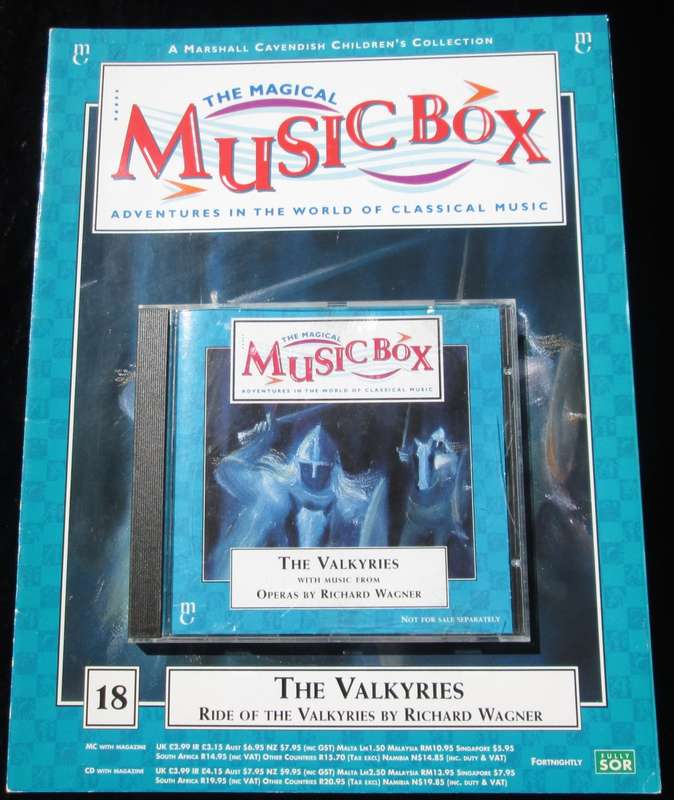 mc
A MARSHALL CAVENDISH CHILDREN'S COLLECTION
mc
THE MAGICAL
MUSIC BOX
ADVENTURES IN THE WORLD OF CLASSICAL MUSIC
THE MAGICAL
MUSIC BOX
ADVENTURES IN THE WORLD OF CLASSICAL MUSIC
THE VALKYRIES
WITH MUSIC FROM
OPERAS BY RICHARD WAGNER
mc
NOT FOR SALE SEPARATELY
18
THE VALKYRIES
RIDE OF THE VALKYRIES BY RICHARD WAGNER
MC WITH MAGAZINE UK £2.99 IR £3.15 AUST $6.95 NZ $7.95 (INC GST) MALTA LM1.50 MALAYSIA RM10.95 SINGAPORE $5.95
SOUTH AFRICA R14.95 (INC VAT) OTHER COUNTRIES R15.70 (TAX EXCL) NAMIBIA N$14.85 (INC. DUTY & VAT)
CD WITH MAGAZINE UK £3.99 IR £4.15 AUST $7.95 NZ $9.95 (INC GST) MALTA LM2.50 MALAYSIA RM13.95 SINGAPORE $7.95
SOUTH AFRICA R19.95 (INC VAT) OTHER COUNTRIES R20.95 (TAX EXCL) NAMIBIA N$19.85 (INC. DUTY & VAT)
FORTNIGHTLY
FULLY
SOR